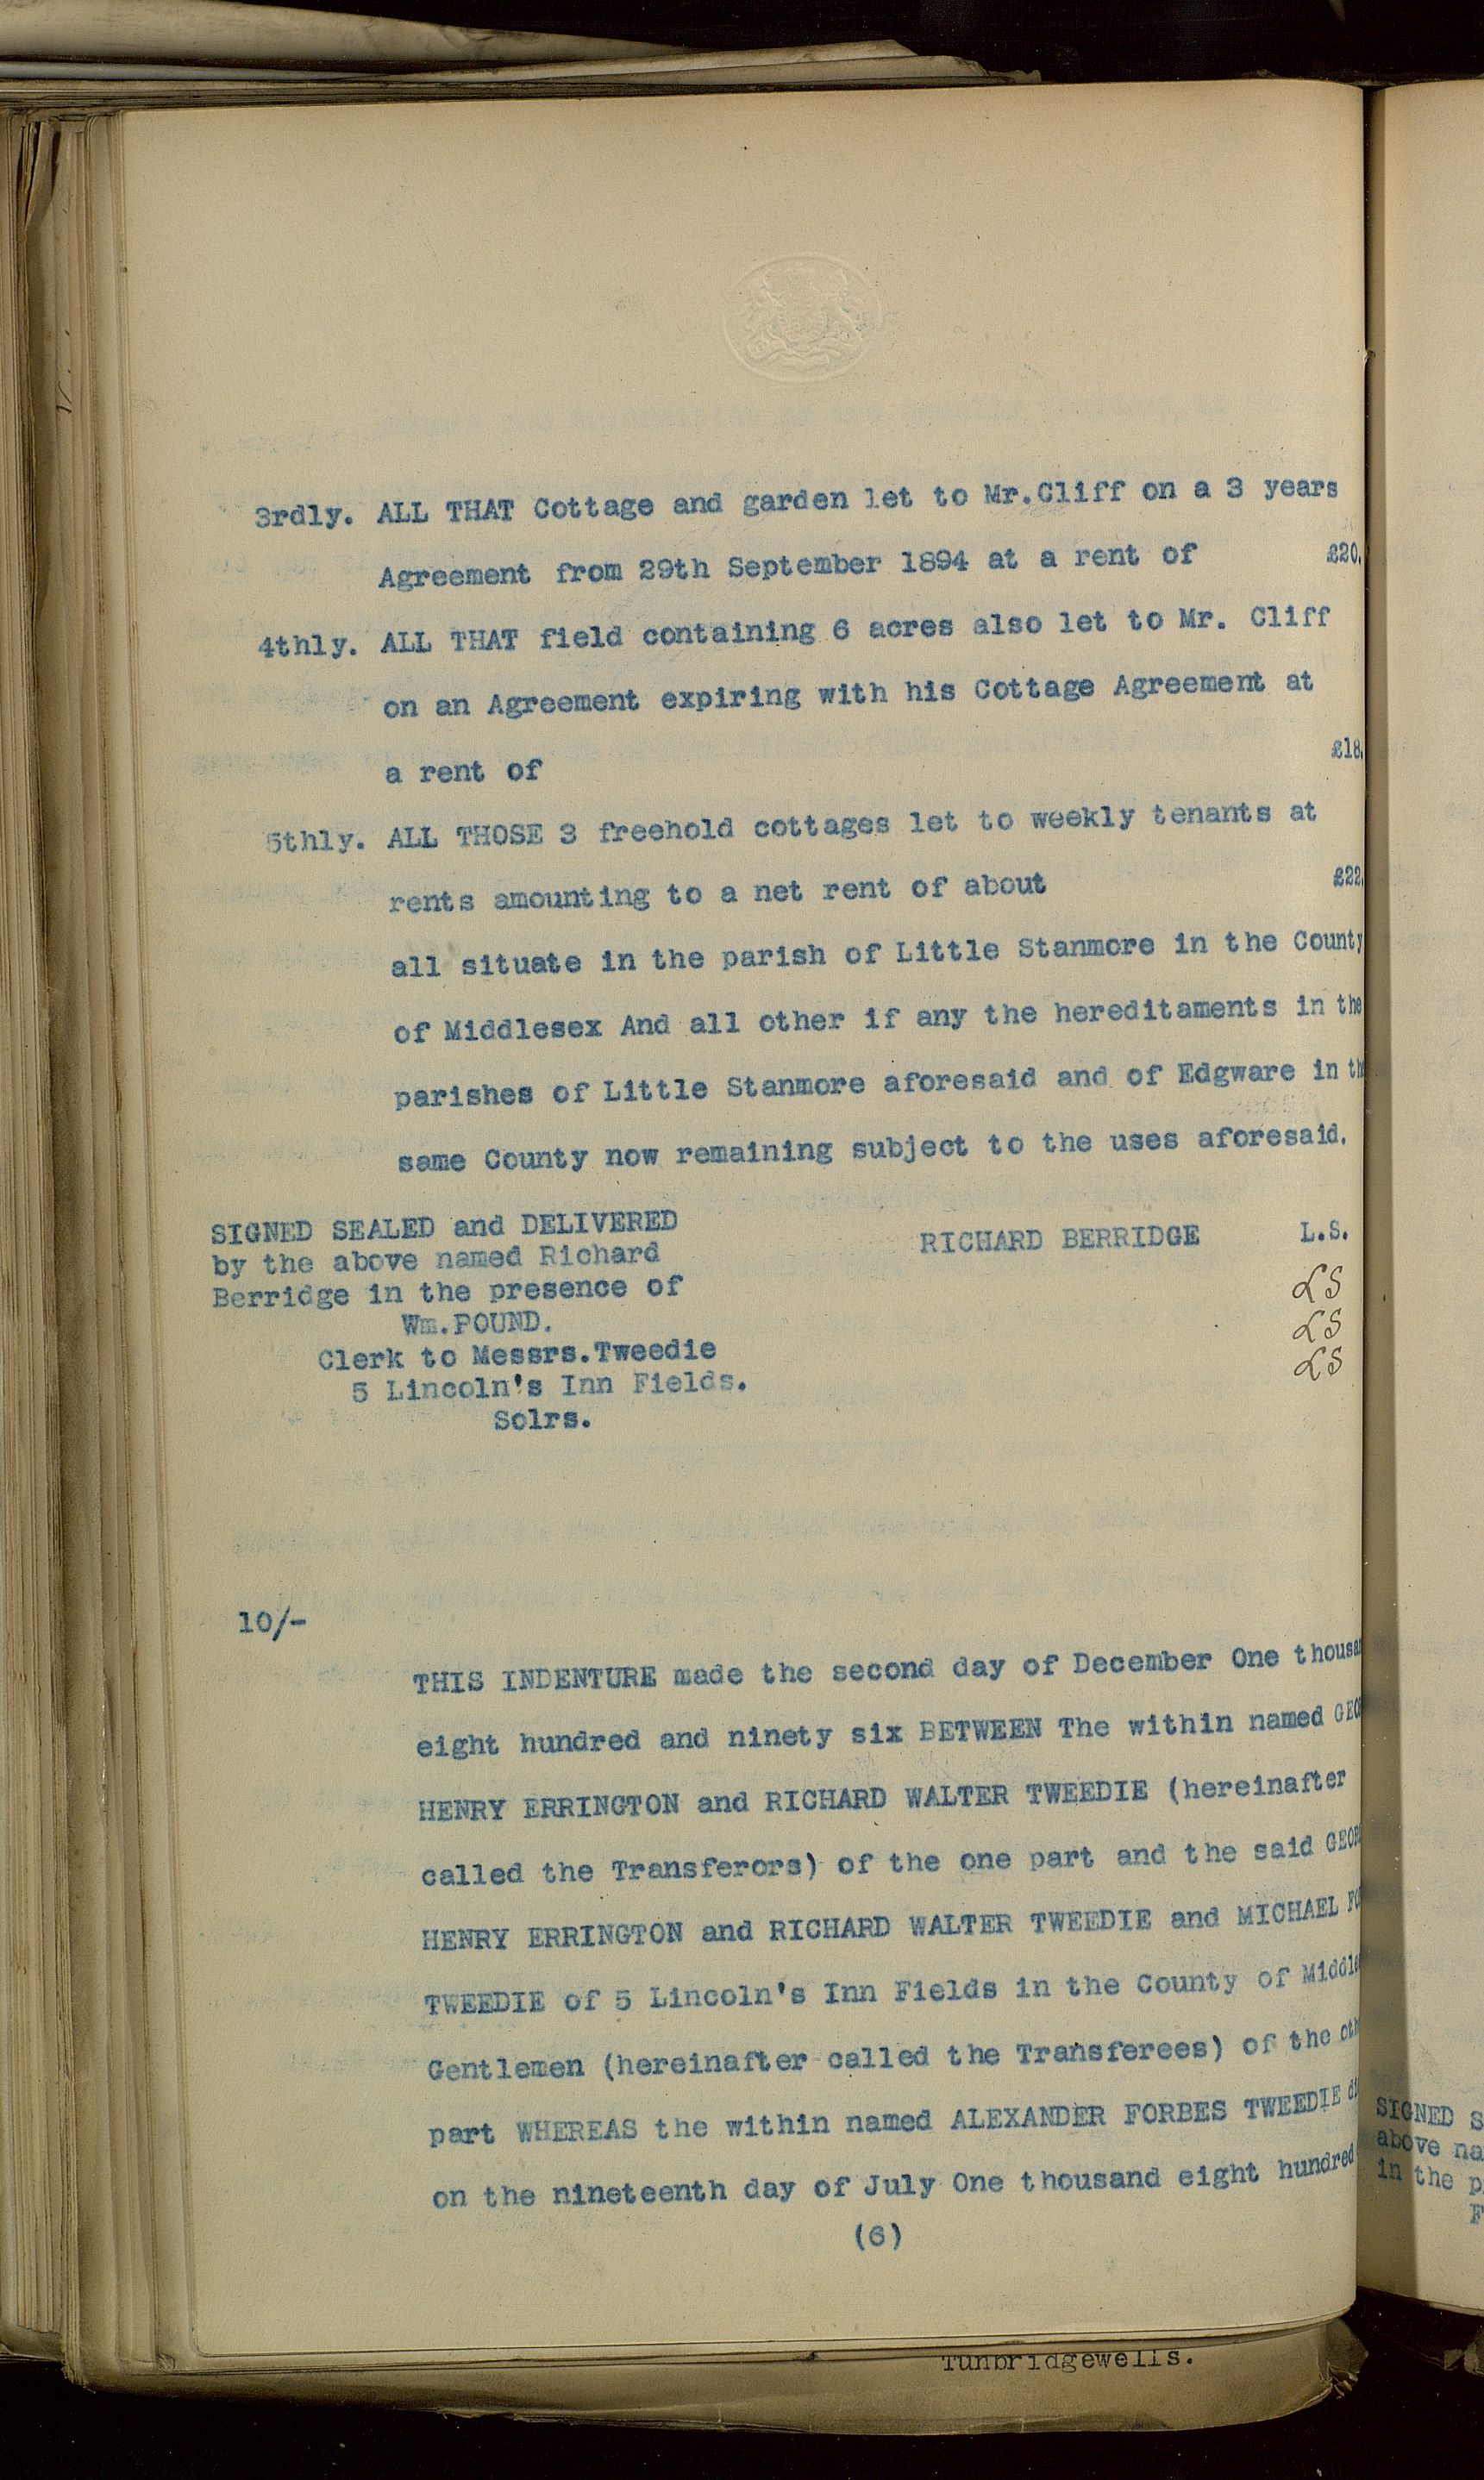 3rdly. ALL THAT Cottage and garden let to Mr.Cliff on a 3 years
Agreement from 29th September 1894 at a rent of £20.
4thly. ALL THAT field containing 6 acres also let to Mr. Cliff
on an Agreement expiring with his Cottage Agreement at
a rent of £18.
5thly. ALL THOSE 3 freehold cottages let to weekly tenants at
rents amounting to a net rent of about £22.
all situate in the parish of Little Stanmore in the County
of Middlesex And all other if any the hereditaments in the
parishes of Little Stanmore aforesaid and of Edgware in th
same County now remaining subject to the uses aforesaid.
SIGNED SEALED and DELIVERED
by the above named Richard
Berridge in the presence of
Wm.POUND.
Clerk to Messrs.Tweedie
5 Lincoln's Inn Fields.
Solrs.
RICHARD BERRIDGE L.S.
LS
LS
LS
10/-
THIS INDENTURE made the second day of December One thousan
eight hundred and ninety six BETWEEN The within named GEOR
HENRY ERRINGTON and RICHARD WALTER TWEEDIE (hereinafter
called the Transferors) of the one part and the said GEOR
HENRY ERRINGTON and RICHARD WALTER TWEEDIE and MICHAEL FO
TWEEDIE of 5 Lincoln's Inn Fields in the County of Middle
Gentlemen (hereinafter called the Transferees) of the oth
part WHEREAS the within named ALEXANDER FORBES TWEEDIE di
on the nineteenth day of July One thousand eight hundred
(6)
Tunbridgewells.
SIGNED S
above na
in the p
F